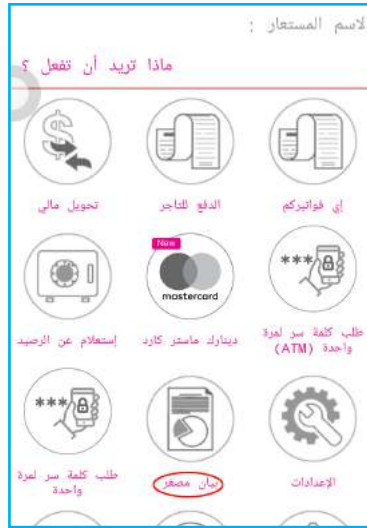 لاسم المستعار :
ماذا تريد أن تفعل ؟
إي فواتيركم
الدفع للتاجر
تحويل مالي
طلب كلمة سر لمرة
واحدة (ATM)
New
mastercard
دينارك ماستر كارد
إستعلام عن الرصيد
الإعدادات
بيان مصغر
طلب كلمة سر لمرة
واحدة